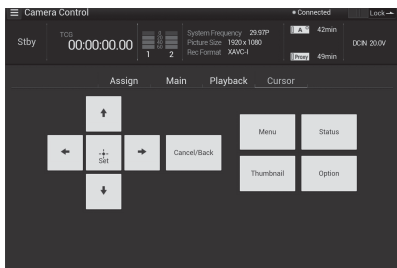 Camera Control
Connected
Lock
Stby
TCG
00:00:00.00
1 2
System Frequency 29.97P
Picture Size 1920 x 1080
Rec Format XAVC-I
A 42min
Proxy 49min
DCIN 20.0V
Assign Main Playback Cursor
Set
Cancel/Back
Menu
Status
Thumbnail
Option